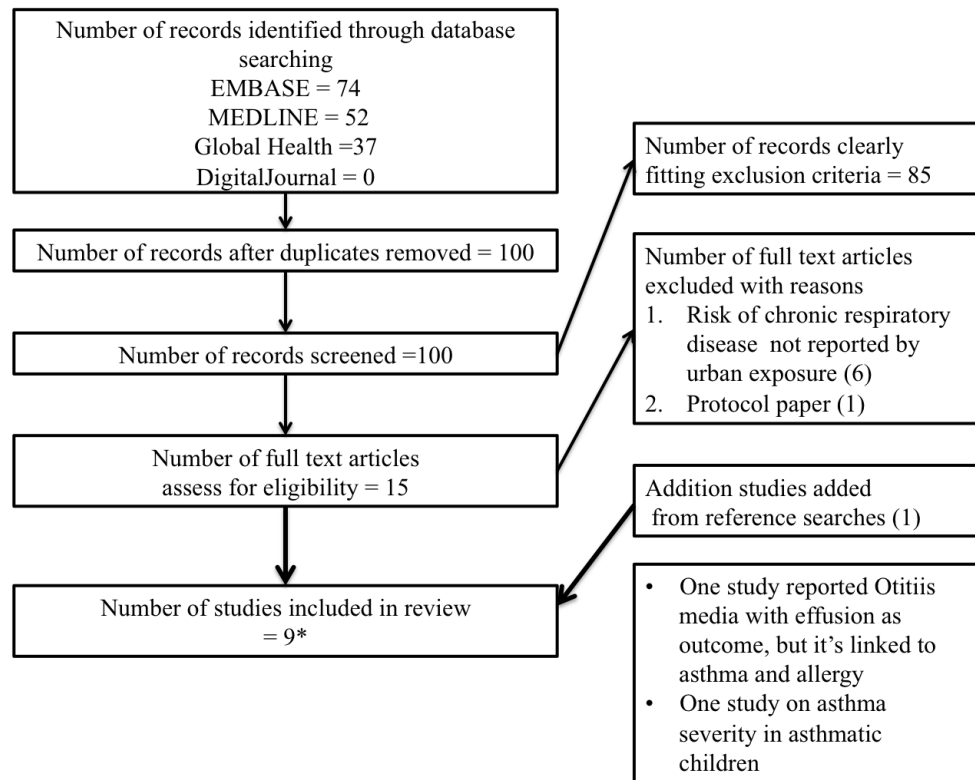 Number of records identified through database
searching
EMBASE = 74
MEDLINE = 52
Global Health =37
DigitalJournal = 0
Number of records after duplicates removed = 100
Number of records screened =100
Number of records clearly
fitting exclusion criteria = 85
Number of full text articles
assess for eligibility = 15
Number of full text articles
excluded with reasons
1. Risk of chronic respiratory
disease not reported by
urban exposure (6)
2. Protocol paper (1)
Addition studies added
from reference searches (1)
Number of studies included in review
= 9*
• One study reported Otitiis
media with effusion as
outcome, but it’s linked to
asthma and allergy
• One study on asthma
severity in asthmatic
children